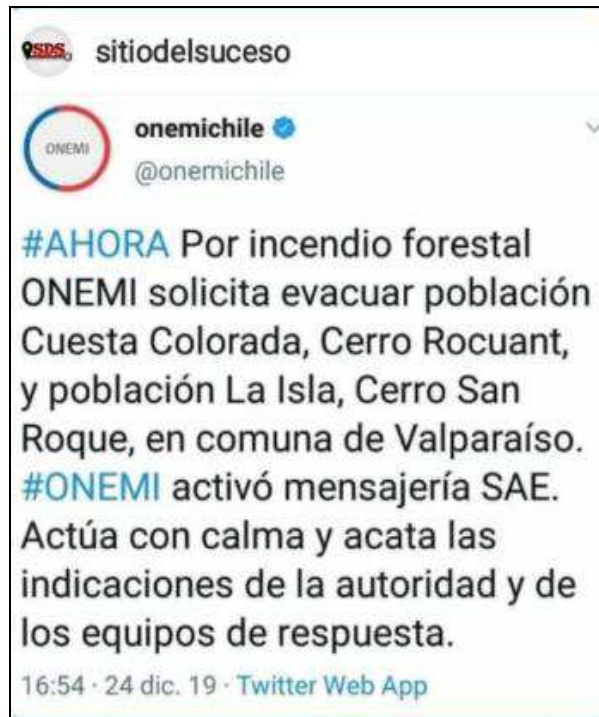 SDS
sitiodelsuceso
ONEMI
onemichile
@onemichile
#AHORA Por incendio forestal
ONEMI solicita evacuar población
Cuesta Colorada, Cerro Rocuant,
y población La Isla, Cerro San
Roque, en comuna de Valparaíso.
#ONEMI activó mensajería SAE.
Actúa con calma y acata las
indicaciones de la autoridad y de
los equipos de respuesta.
16:54 · 24 dic. 19 · Twitter Web App